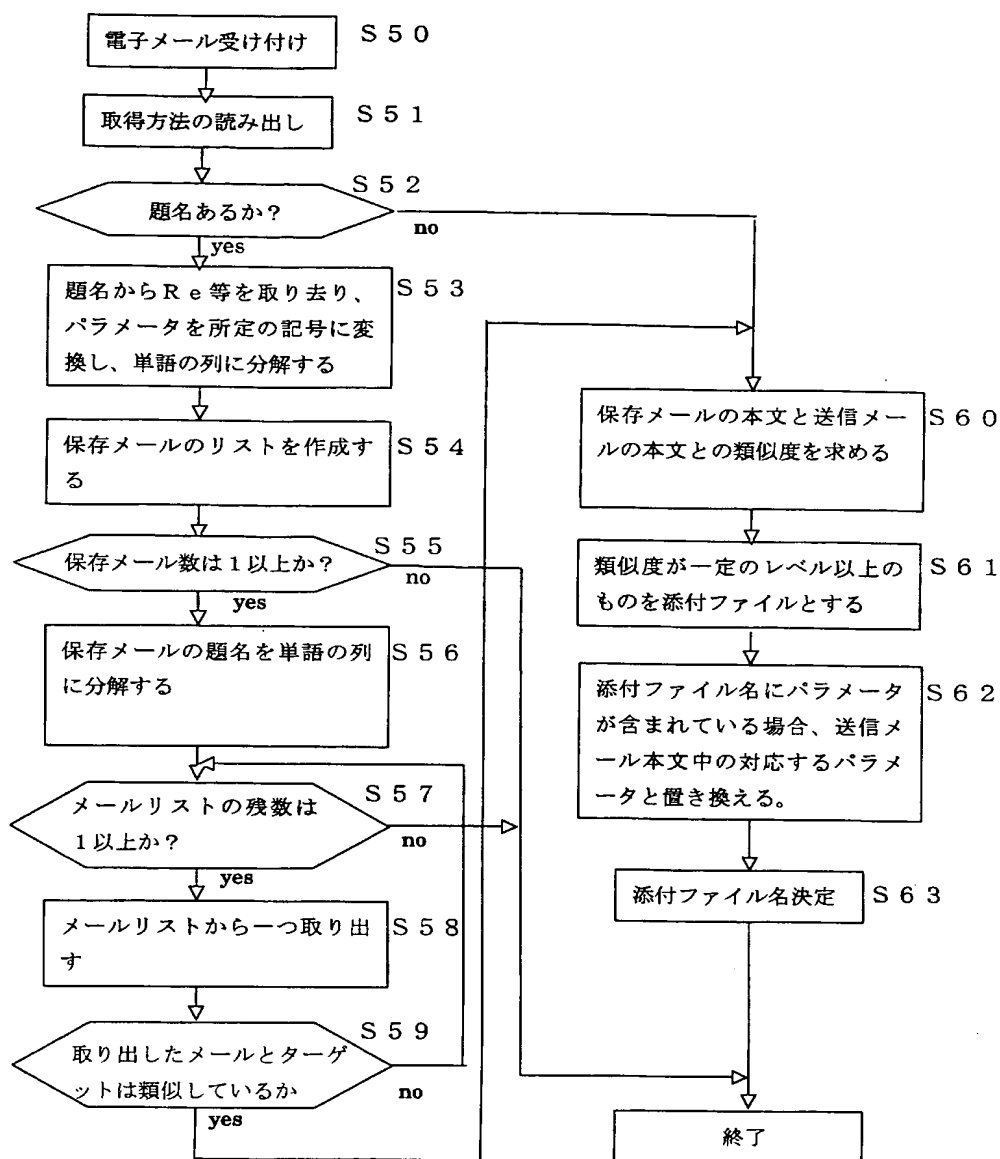 電子メール受け付け
S50
取得方法の読み出し
S51
題名あるか？
S52
no
yes
題名からRe等を取り去り、
パラメータを所定の記号に変
換し、単語の列に分解する
S53
保存メールのリストを作成す
る
S54
保存メール数は1以上か？
S55
no
yes
保存メールの題名を単語の列
に分解する
S56
メールリストの残数は
1以上か？
S57
no
yes
メールリストから一つ取り出
す
S58
取り出したメールとターゲ
ットは類似しているか
S59
no
yes
保存メールの本文と送信メー
ルの本文との類似度を求める
S60
類似度が一定のレベル以上の
ものを添付ファイルとする
S61
添付ファイル名にパラメータ
が含まれている場合、送信メ
ール本文中の対応するパラメ
ータと置き換える。
S62
添付ファイル名決定
S63
終了